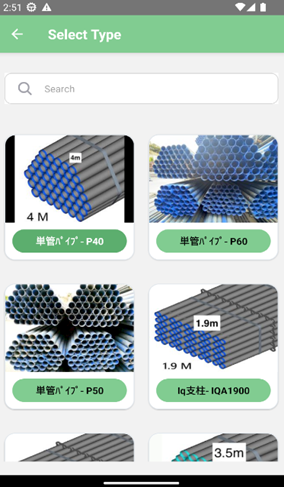 2:51
Select Type
Search
4m
4 M
単管ﾊﾟｲﾌﾟ- P40
単管ﾊﾟｲﾌﾟ- P60
単管ﾊﾟｲﾌﾟ- P50
1.9m
1.9 M
Iq支柱- IQA1900
3.5m